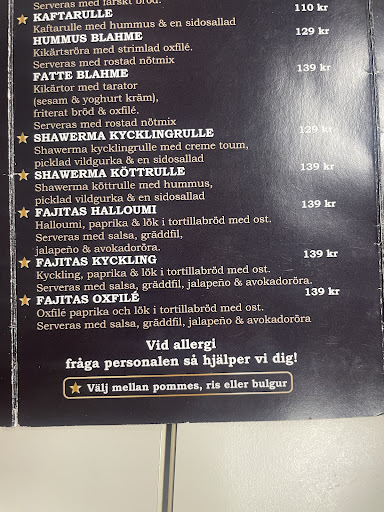 Serveras med färskt bröd.
KAFTARULLE 110 kr
Kaftarulle med hummus & en sidosallad
HUMMUS BLAHME 129 kr
Kikärtsröra med strimlad oxfilé.
Serveras med rostad nötmix
FATTE BLAHME 139 kr
Kikärtor med tarator
(sesam & yoghurt kräm),
friterat bröd & oxfilé.
Serveras med rostad nötmix
SHAWERMA KYCKLINGRULLE 129 kr
Shawerma kycklingrulle med creme toum,
picklad vildgurka & en sidosallad
SHAWERMA KÖTTRULLE 139 kr
Shawerma köttrulle med hummus,
picklad vildgurka & en sidosallad
FAJITAS HALLOUMI 139 kr
Halloumi, paprika & lök i tortillabröd med ost.
Serveras med salsa, gräddfil,
jalapeño & avokadoröra.
FAJITAS KYCKLING 139 kr
Kyckling, paprika & lök i tortillabröd med ost.
Serveras med salsa, gräddfil, jalapeño & avokadoröra.
FAJITAS OXFILÉ 139 kr
Oxfilé paprika och lök i tortillabröd med ost.
Serveras med salsa, gräddfil, jalapeño & avokadoröra
Vid allergi
fråga personalen så hjälper vi dig!
Välj mellan pommes, ris eller bulgur